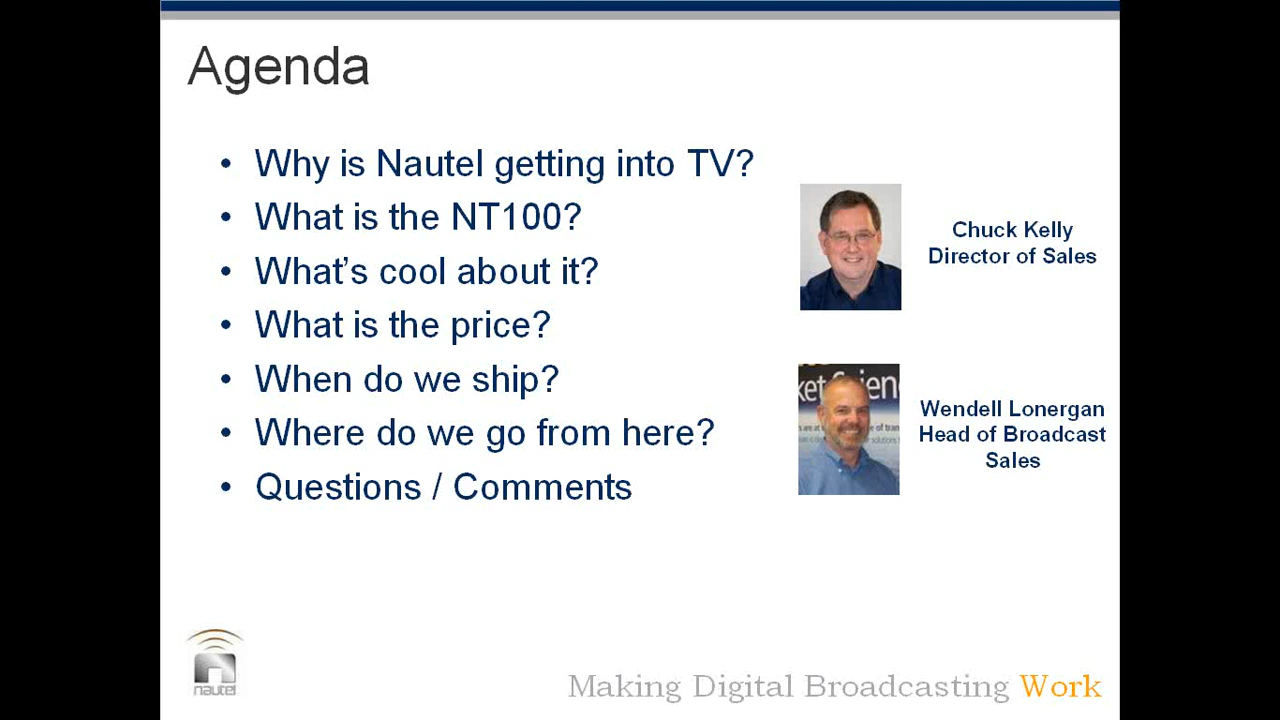 Agenda
• Why is Nautel getting into TV?
• What is the NT100?
• What’s cool about it?
• What is the price?
• When do we ship?
• Where do we go from here?
• Questions / Comments
Chuck Kelly
Director of Sales
Wendell Lonergan
Head of Broadcast
Sales
nautel
Making Digital Broadcasting Work